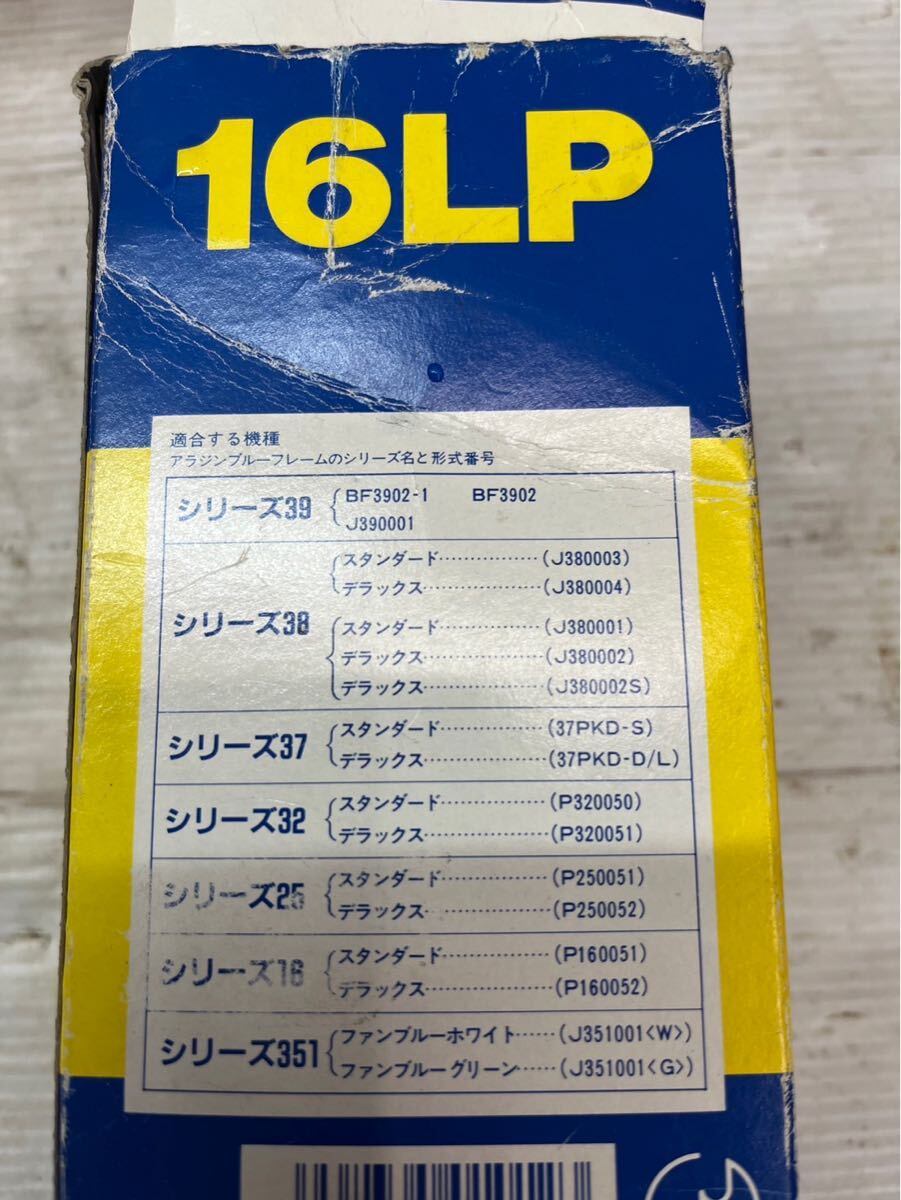 16LP
適合する機種
アラジンブルーフレームのシリーズ名と形式番号
シリーズ39 BF3902-1 BF3902
J390001
シリーズ38 スタンダード……………(J380003)
デラックス………………(J380004)
スタンダード……………(J380001)
デラックス………………(J380002)
デラックス………………(J380002S)
シリーズ37 スタンダード……………(37PKD-S)
デラックス………………(37PKD-D/L)
シリーズ32 スタンダード……………(P320050)
デラックス………………(P320051)
シリーズ25 スタンダード……………(P250051)
デラックス………………(P250052)
シリーズ16 スタンダード……………(P160051)
デラックス………………(P160052)
シリーズ351 ファンブルーホワイト……(J351001<W>)
ファンブルーグリーン……(J351001<G>)